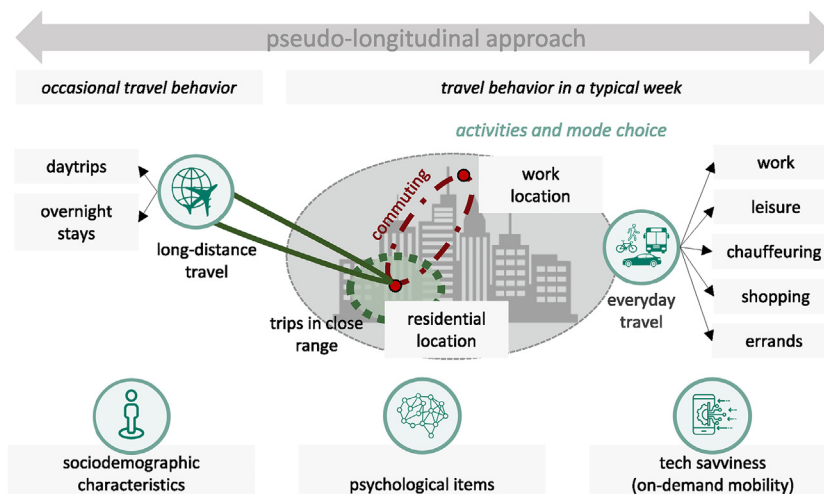 pseudo-longitudinal approach
occasional travel behavior
travel behavior in a typical week
activities and mode choice
daytrips
overnight
stays
long-distance
travel
commuting
work
location
trips in close
range
residential
location
everyday
travel
work
leisure
chauffeuring
shopping
errands
sociodemographic
characteristics
psychological items
tech savviness
(on-demand mobility)